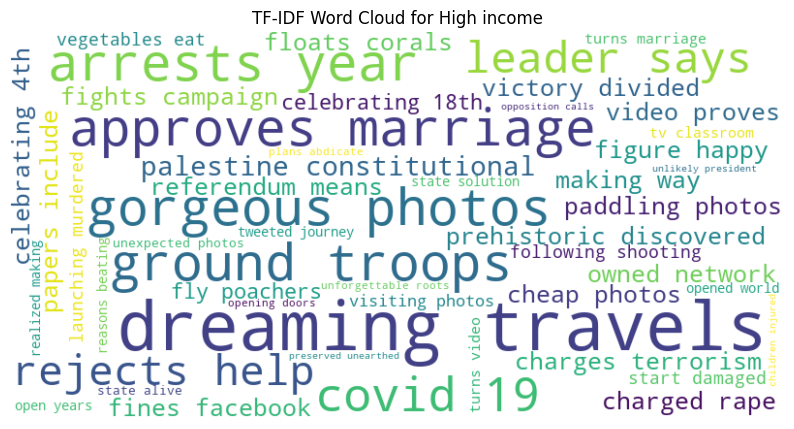 TF-IDF Word Cloud for High income
vegetables eat
floats corals
turns marriage
arrests year
leader says
celebrating 4th
fights campaign
celebrating 18th
victory divided
opposition calls
video proves
approves marriage
tv classroom
papers include
plans abdicate
figure happy
palestine constitutional
unlikely president
launching murdered
referendum means
state solution
making way
gorgeous photos
paddling photos
tweeted journey
prehistoric discovered
realized making
reasons beating
unexpected photos
ground troops
following shooting
owned network
fly poachers
unforgettable roots
cheap photos
opened world
opening doors
visiting photos
children injured
dreaming travels
turns video
rejects help
preserved unearthed
charges terrorism
state alive
covid 19
start damaged
open years
fines facebook
charged rape